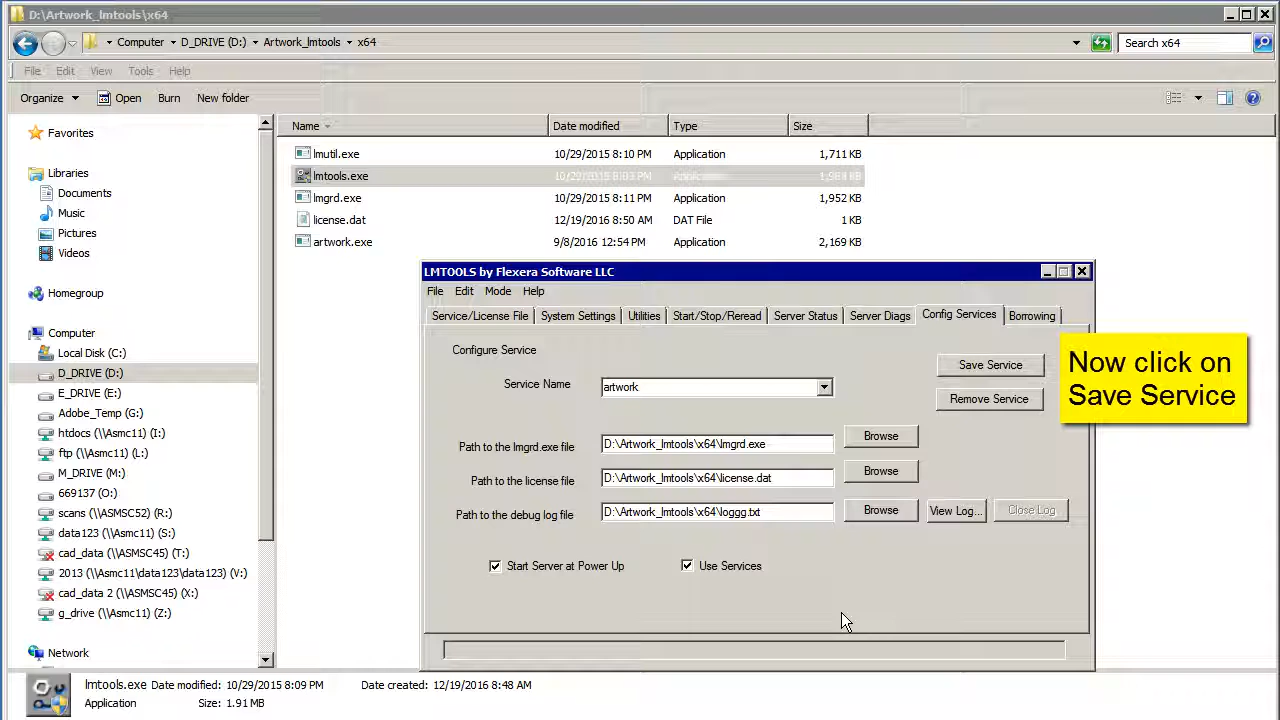 D:\Artwork_lmtools\x64
Computer D_DRIVE (D:) Artwork_lmtools x64
Search x64
File Edit View Tools Help
Organize Open Burn New folder
Name Date modified Type Size
Favorites
Libraries
Documents
Music
Pictures
Videos
Homegroup
Computer
Local Disk (C:)
D_DRIVE (D:)
E_DRIVE (E:)
Adobe_Temp (G:)
htdocs (\\Asmc11) (I:)
ftp (\\Asmc11) (L:)
M_DRIVE (M:)
669137 (O:)
scans (\\ASMSC52) (R:)
data123 (\\Asmc11) (S:)
cad_data (\\ASMSC45) (T:)
2013 (\\Asmc11\data123\data123) (V:)
cad_data 2 (\\ASMSC45) (X:)
g_drive (\\Asmc11) (Z:)
Network
lmutil.exe 10/29/2015 8:10 PM Application 1,711 KB
lmtools.exe 10/29/2015
lmgrd.exe 10/29/2015 8:11 PM Application 1,952 KB
license.dat 12/19/2016 8:50 AM DAT File 1 KB
artwork.exe 9/8/2016 12:54 PM Application 2,169 KB
LMTOOLS by Flexera Software LLC
File Edit Mode Help
Service/License File System Settings Utilities Start/Stop/Reread Server Status Server Diags Config Services Borrowing
Configure Service
Save Service
Service Name artwork
Remove Service
Path to the lmgrd.exe file D:\Artwork_lmtools\x64\lmgrd.exe Browse
Path to the license file D:\Artwork_lmtools\x64\license.dat Browse
Path to the debug log file D:\Artwork_lmtools\x64\loggg.txt Browse View Log... Close Log
Start Server at Power Up Use Services
Now click on
Save Service
lmtools.exe Date modified: 10/29/2015 8:09 PM Date created: 12/19/2016 8:48 AM
Application Size: 1.91 MB